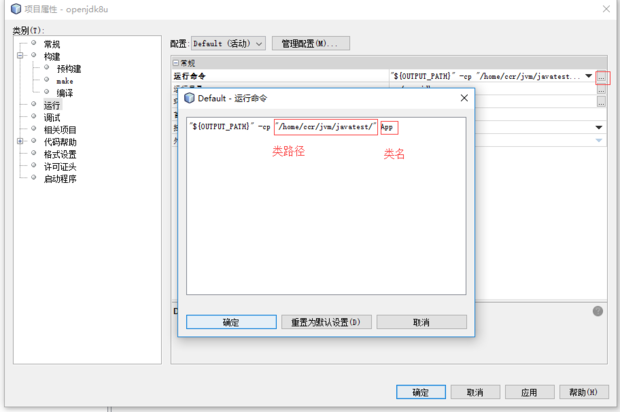 项目属性 - openjdk8u
类别(T):
常规
构建
预构建
make
编译
运行
调试
相关项目
代码帮助
格式设置
许可证头
启动程序
配置: Default (活动) 管理配置(M)...
常规
运行命令 "${OUTPUT_PATH}" -cp "/home/ccr/jvm/javatest... ...
Default - 运行命令
"${OUTPUT_PATH}" -cp "/home/ccr/jvm/javatest/" App
类路径 类名
确定 重置为默认设置(D) 取消
确定 取消 应用 帮助(H)